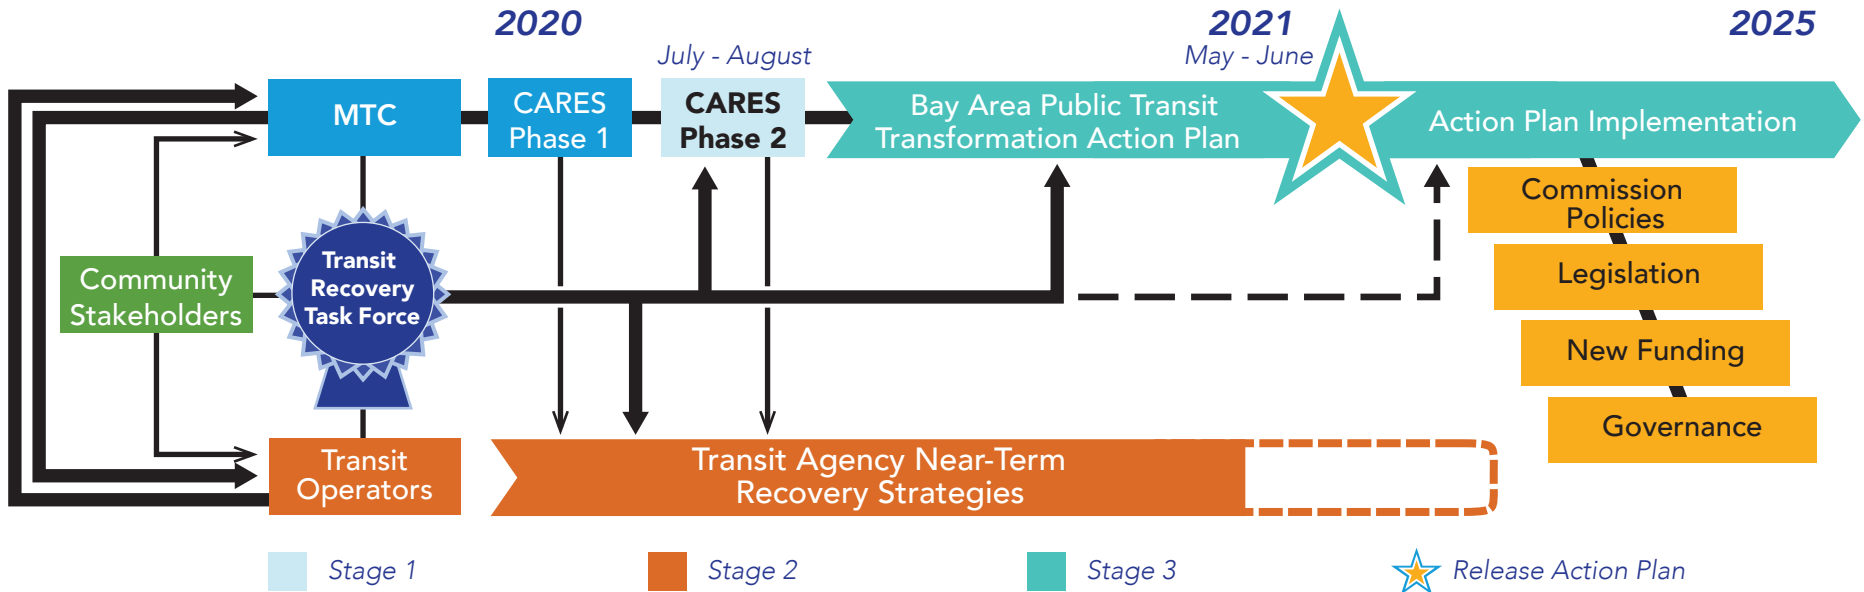 2020
2021
2025
July - August
May - June
MTC
CARES
Phase 1
CARES
Phase 2
Bay Area Public Transit
Transformation Action Plan
Action Plan Implementation
Commission
Policies
Legislation
New Funding
Governance
Community
Stakeholders
Transit
Recovery
Task Force
Transit
Operators
Transit Agency Near-Term
Recovery Strategies
Stage 1
Stage 2
Stage 3
Release Action Plan